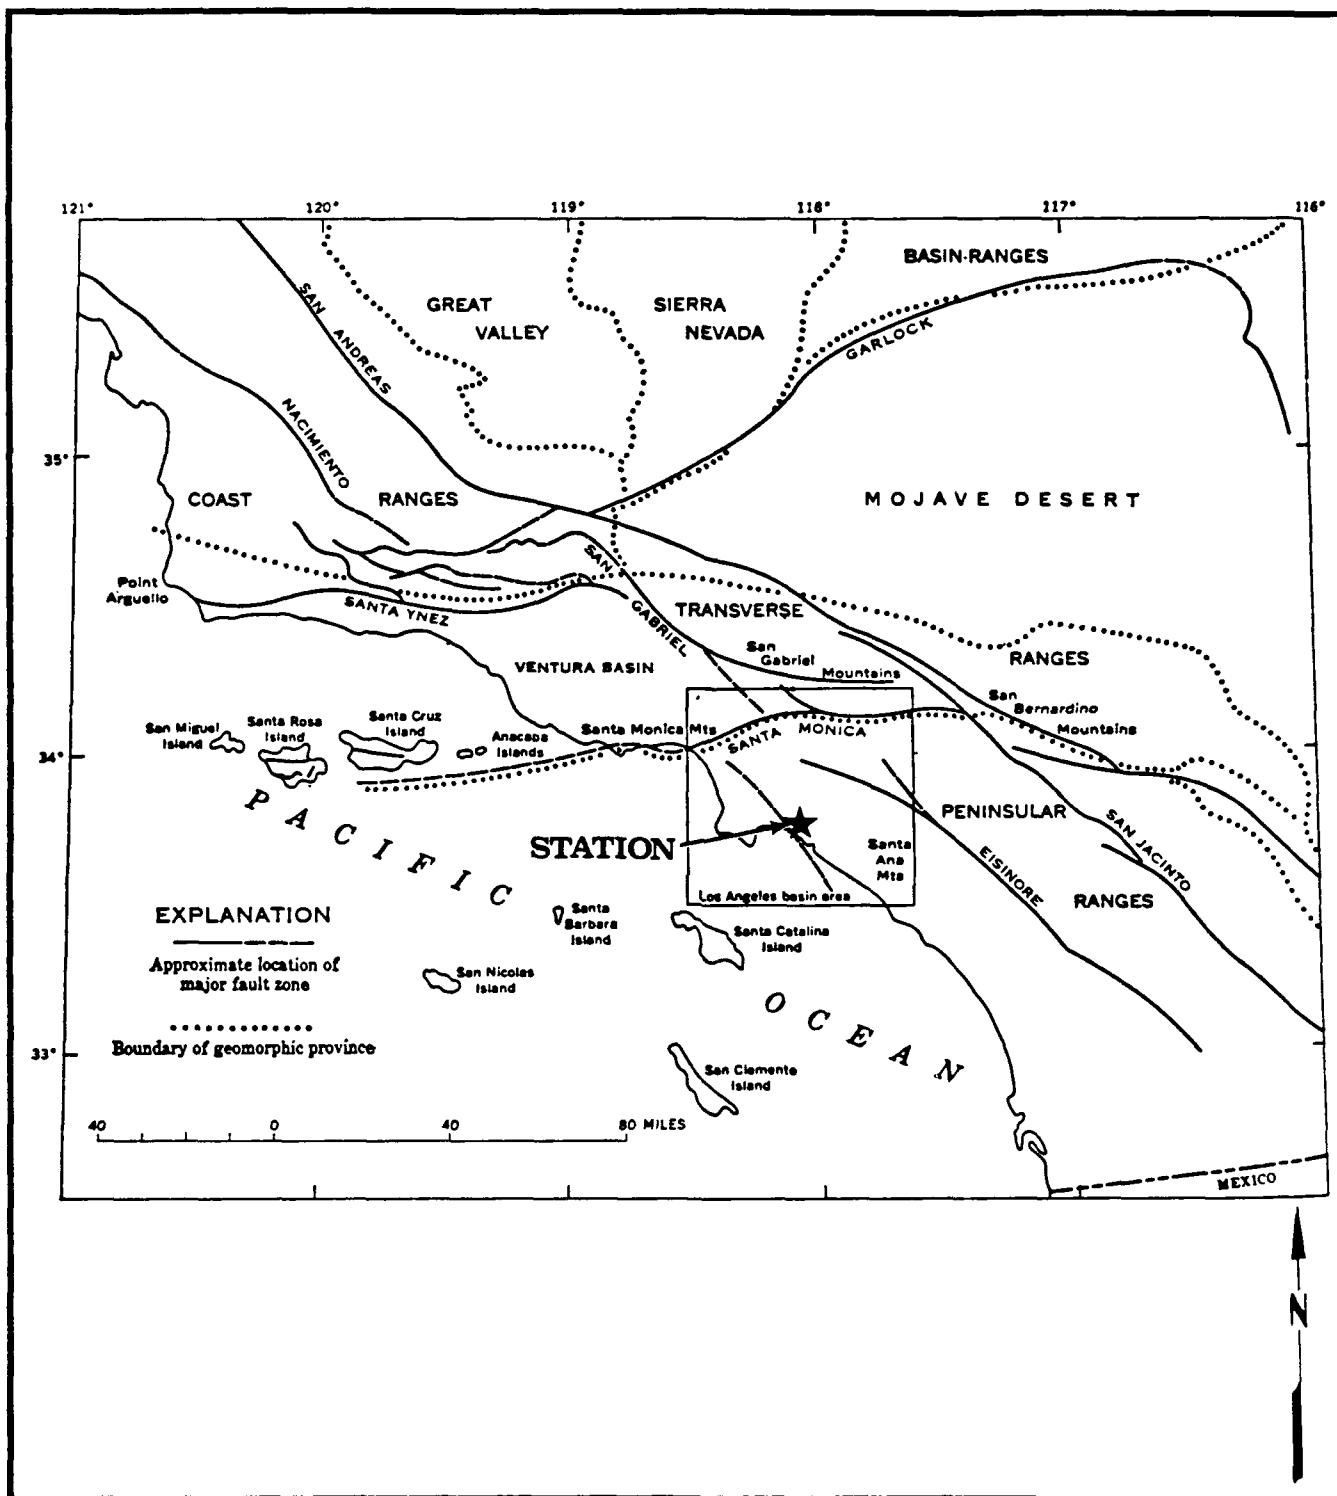 121°
120°
119°
118°
117°
116°
BASIN-RANGES
GREAT
VALLEY
SIERRA
NEVADA
SAN ANDREAS
GARLOCK
NACIMIENTO
35°
COAST
RANGES
MOJAVE DESERT
SAN
GABRIEL
Point
Arguello
SANTA YNEZ
TRANSVERSE
RANGES
VENTURA BASIN
San
Gabriel
Mountains
San
Bernardino
Mountains
San Miguel
Island
Santa Rosa
Island
Santa Cruz
Island
Anacapa
Islands
Santa Monica Mts
SANTA MONICA
34°
PACIFIC
PENINSULAR
RANGES
SAN JACINTO
STATION
Santa
Ana
Mts
EISINORE
Los Angeles basin area
EXPLANATION
Approximate location of
major fault zone
Boundary of geomorphic province
Santa
Barbara
Island
Santa Catalina
Island
San Nicolas
Island
OCEAN
33°
San Clemente
Island
40
0
40
80 MILES
MEXICO
N